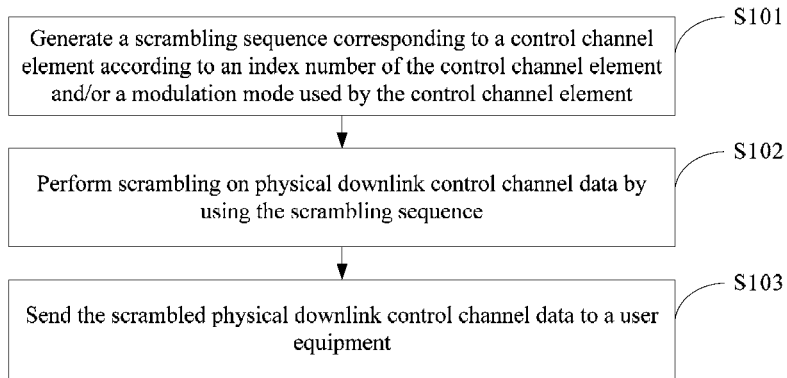 S101
Generate a scrambling sequence corresponding to a control channel
element according to an index number of the control channel element
and/or a modulation mode used by the control channel element
S102
Perform scrambling on physical downlink control channel data by
using the scrambling sequence
S103
Send the scrambled physical downlink control channel data to a user
equipment